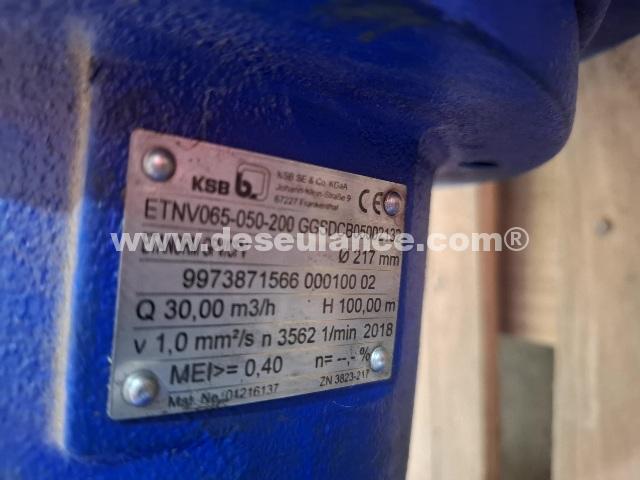 KSB b.
KSB SE & Co. KGaA
Johann-Klein-Straße 9
67227 Frankenthal
CE
ETNV065-050-200 GGSDCB05002132
www.deseulance.com®
Ø 217 mm
9973871566 000100 02
Q 30,00 m3/h H 100,00 m
v 1,0 mm²/s n 3562 1/min 2018
MEI>= 0,40 n= --,- %
ZN 3823-217
Mat. No. 01216137